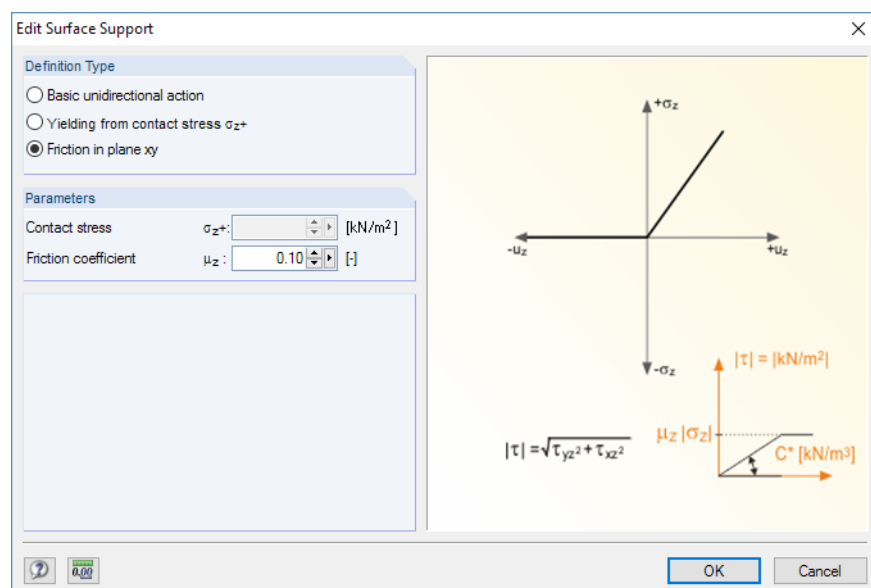 Edit Surface Support
Definition Type
Basic unidirectional action
Yielding from contact stress σz+
Friction in plane xy
Parameters
Contact stress σz+: [kN/m²]
Friction coefficient μz : 0.10 [-]
+σz
-uz
+uz
-σz
|τ| = |kN/m²|
μz |σz|
C* [kN/m³]
|τ| =√τyz² + τxz²
0.00
OK Cancel